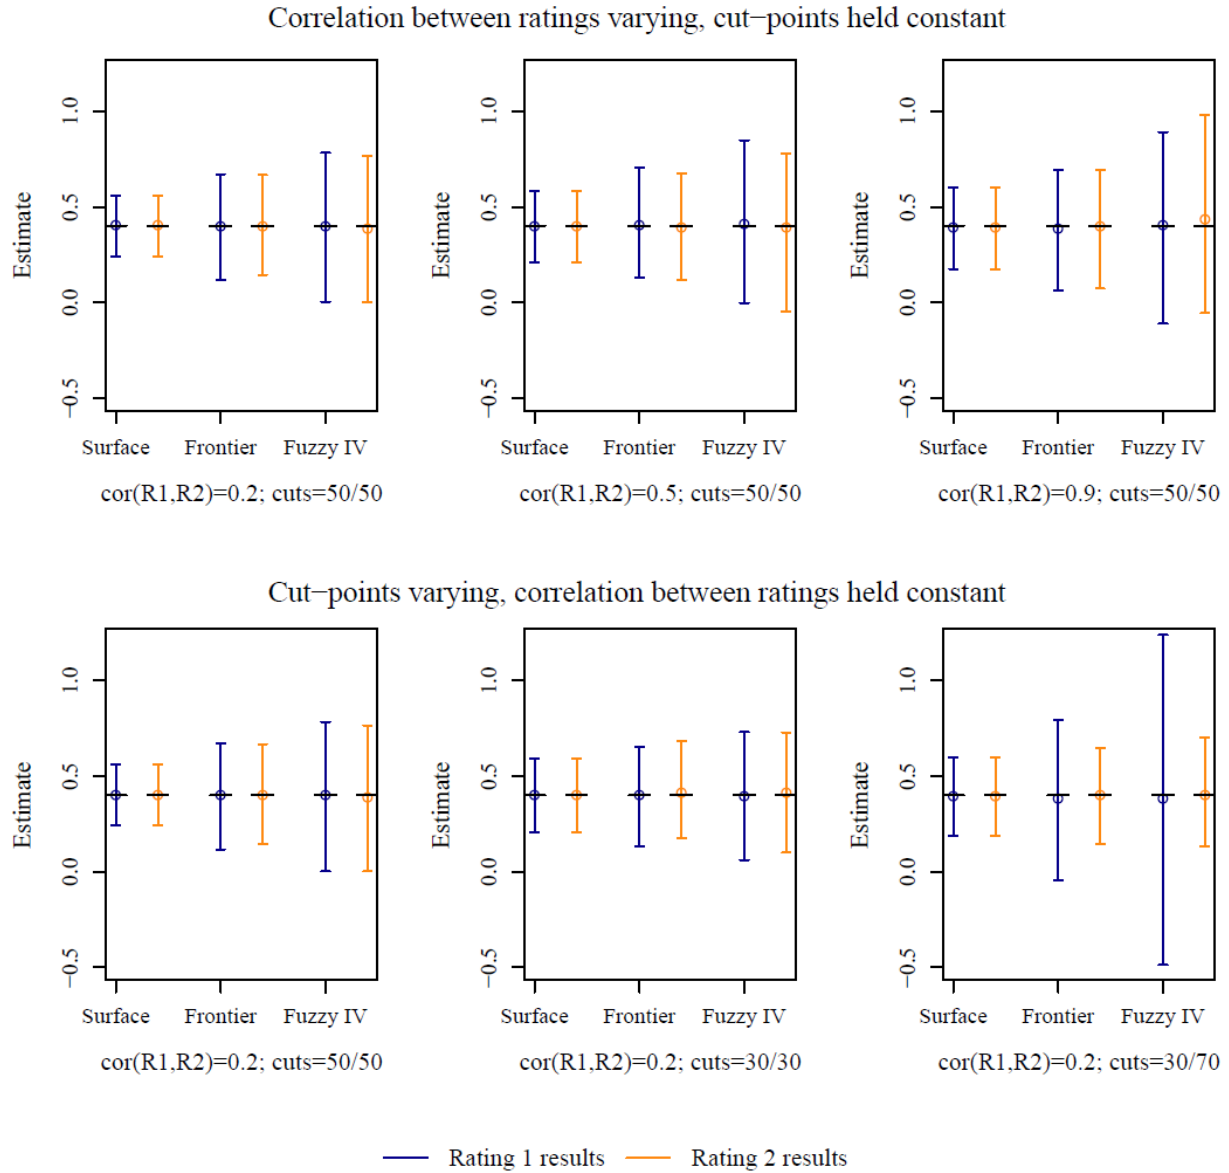 Correlation between ratings varying, cut−points held constant
Estimate
1.0
0.5
0.0
−0.5
Surface Frontier Fuzzy IV
cor(R1,R2)=0.2; cuts=50/50
Estimate
1.0
0.5
0.0
−0.5
Surface Frontier Fuzzy IV
cor(R1,R2)=0.5; cuts=50/50
Estimate
1.0
0.5
0.0
−0.5
Surface Frontier Fuzzy IV
cor(R1,R2)=0.9; cuts=50/50
Cut−points varying, correlation between ratings held constant
Estimate
1.0
0.5
0.0
−0.5
Surface Frontier Fuzzy IV
cor(R1,R2)=0.2; cuts=50/50
Estimate
1.0
0.5
0.0
−0.5
Surface Frontier Fuzzy IV
cor(R1,R2)=0.2; cuts=30/30
Estimate
1.0
0.5
0.0
−0.5
Surface Frontier Fuzzy IV
cor(R1,R2)=0.2; cuts=30/70
Rating 1 results Rating 2 results